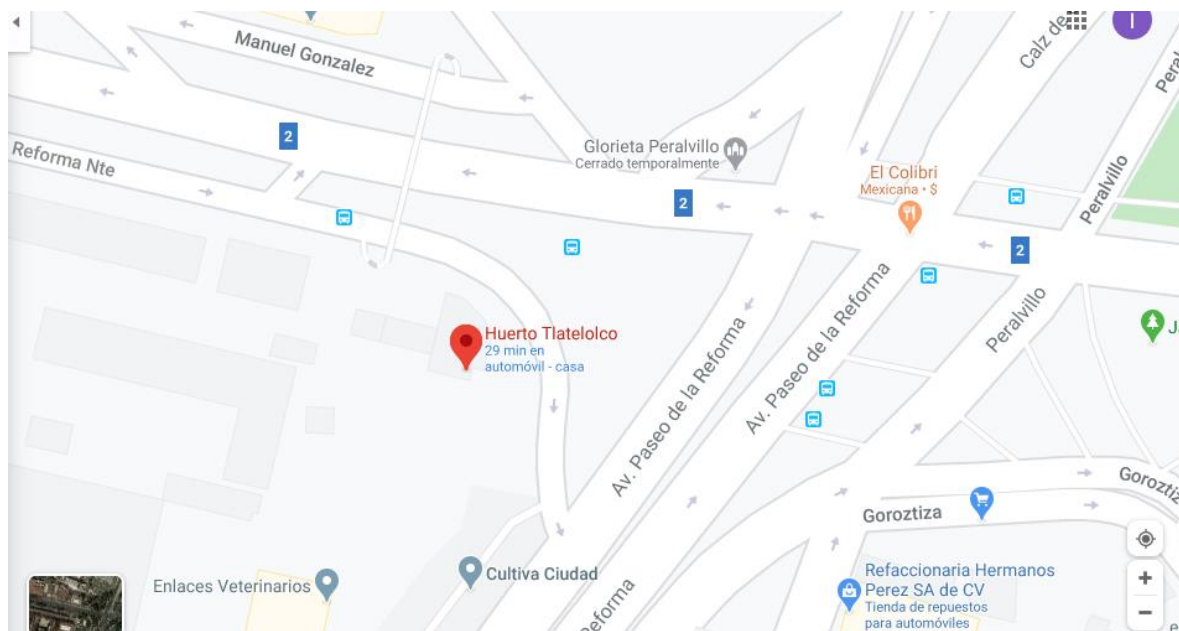 I
Manuel Gonzalez
Calz de
Peralvillo
2
Glorieta Peralvillo
Cerrado temporalmente
Reforma Nte
El Colibri
Mexicana • $
2
Peralvillo
2
Huerto Tlatelolco
29 min en
automóvil - casa
Peralvillo
Av. Paseo de la Reforma
Av. Paseo de la Reforma
Goroztiza
Goroztiza
Cultiva Ciudad
Enlaces Veterinarios
Refaccionaria Hermanos
Perez SA de CV
Tienda de repuestos
para automóviles
Reforma